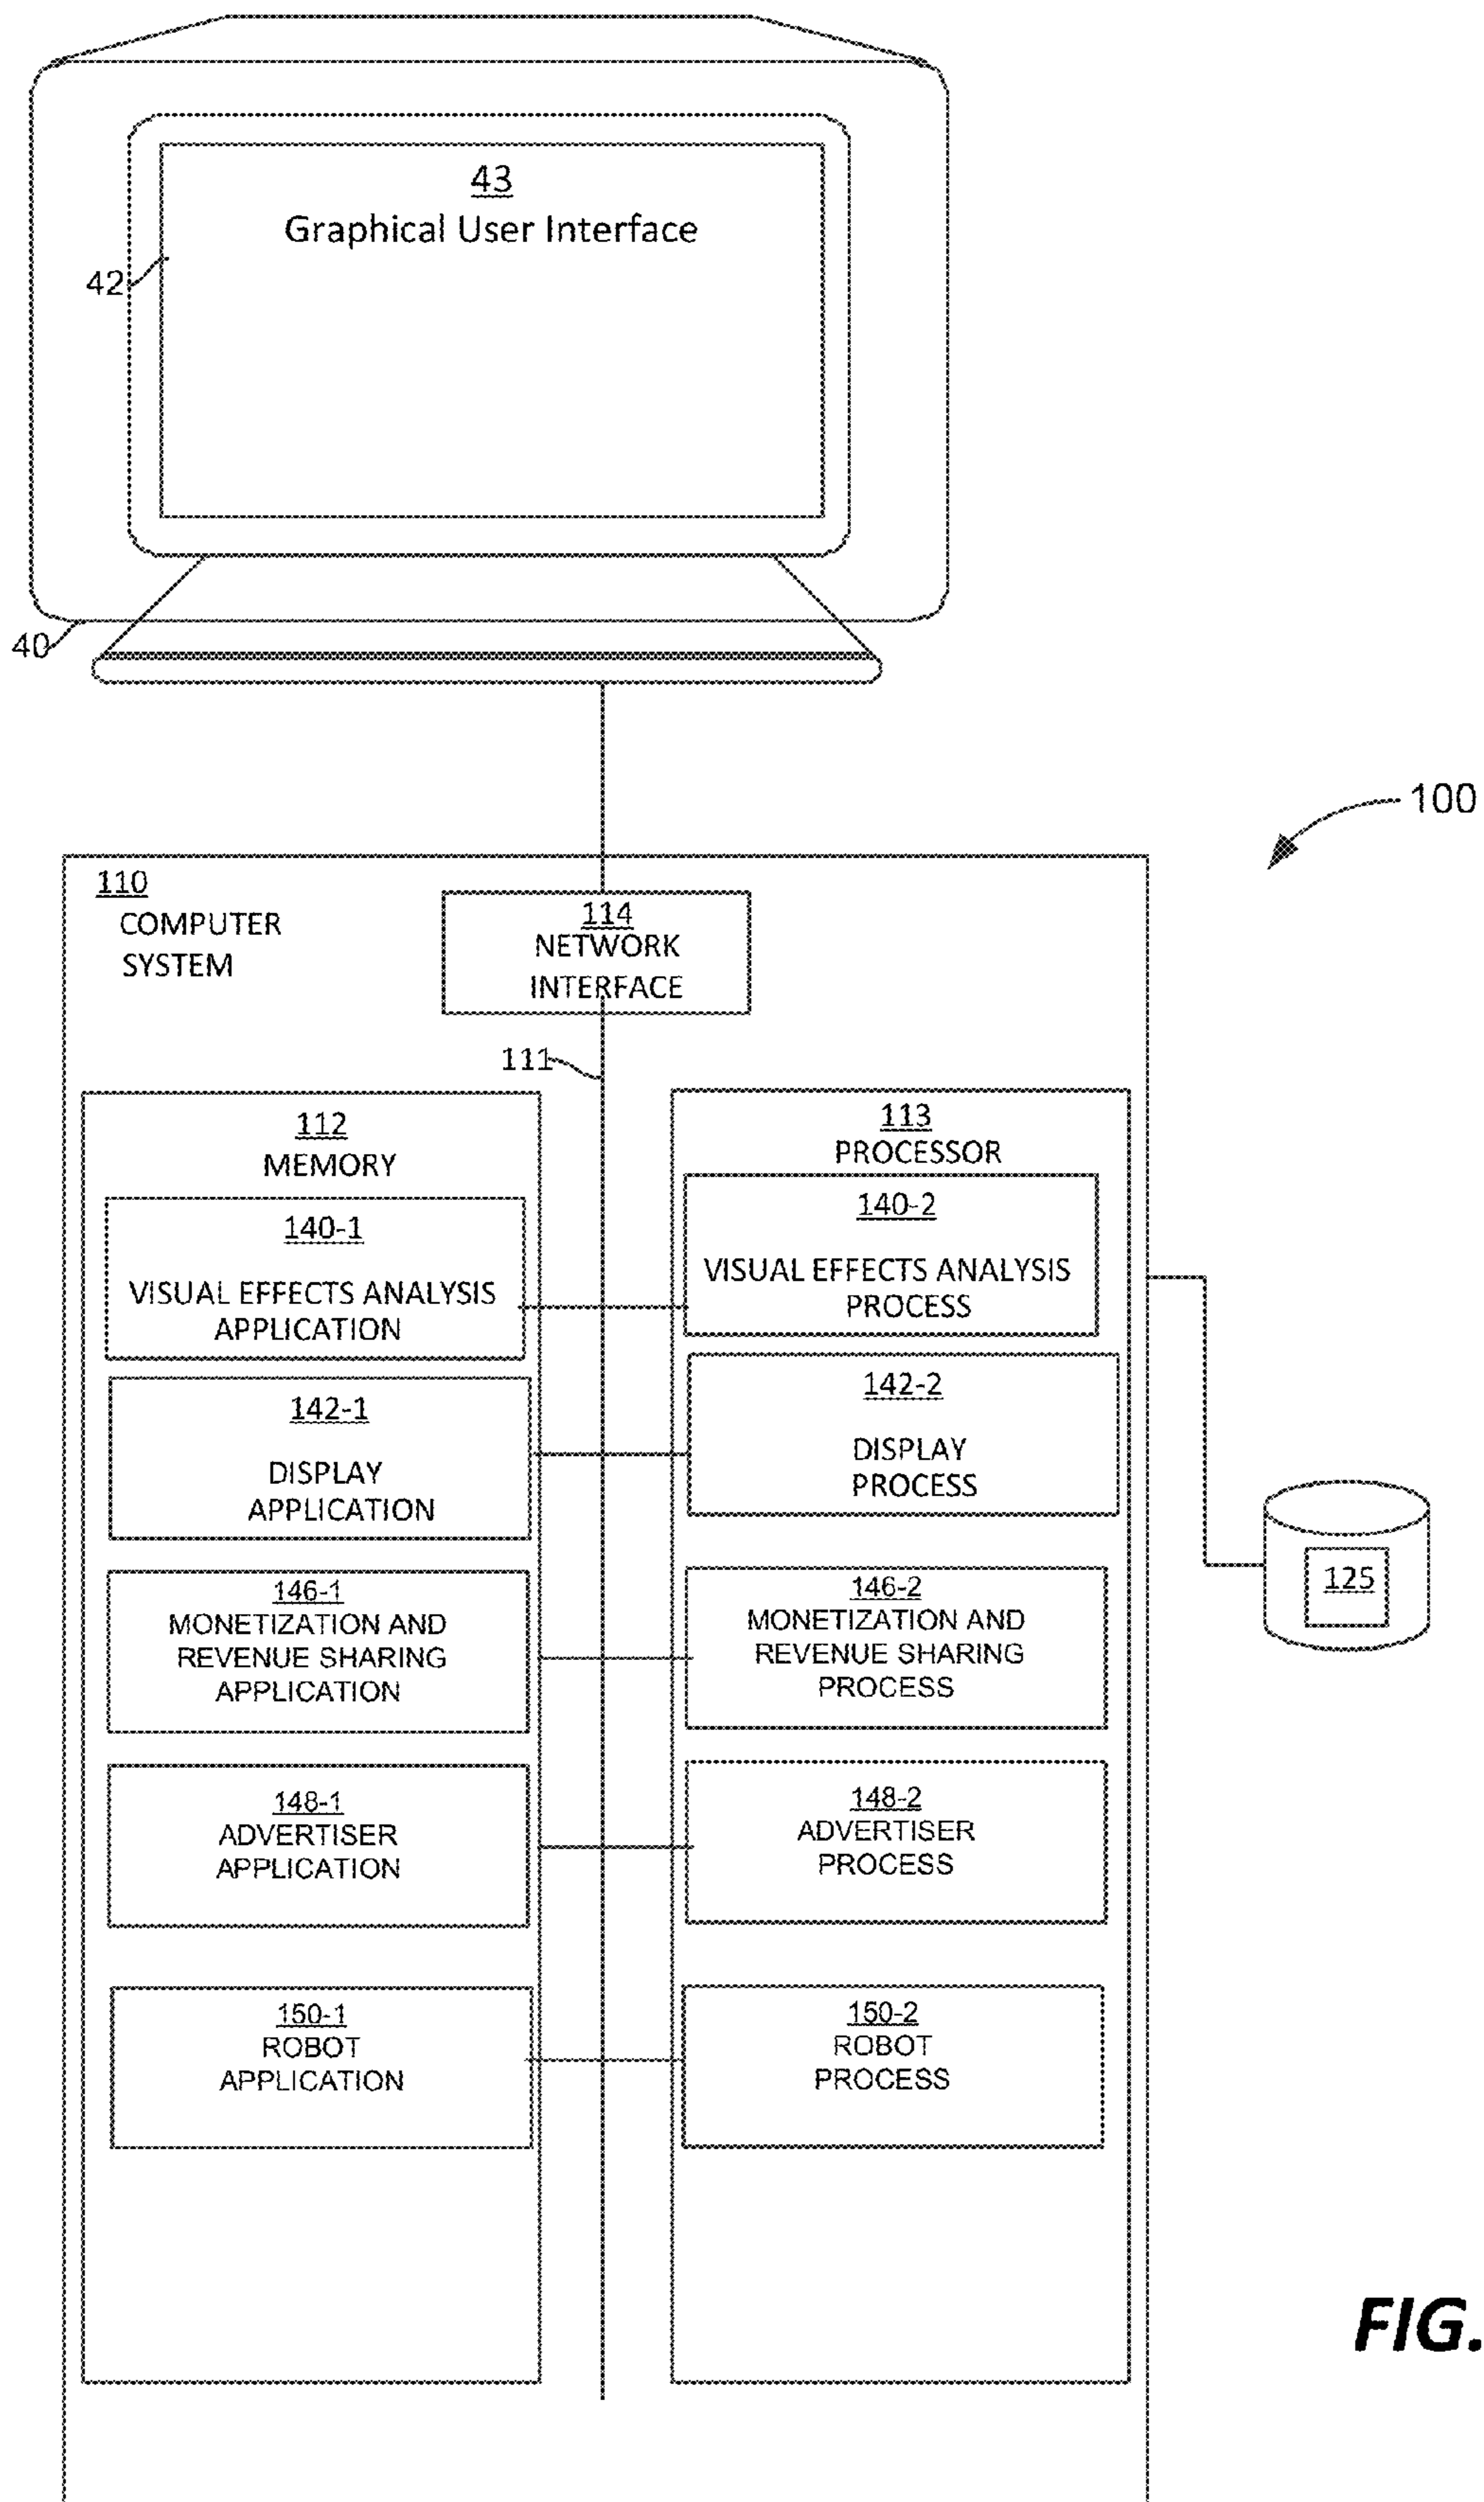 43
Graphical User Interface
42
40
100
110
COMPUTER
SYSTEM
114
NETWORK
INTERFACE
111
112
MEMORY
140-1
VISUAL EFFECTS ANALYSIS
APPLICATION
142-1
DISPLAY
APPLICATION
146-1
MONETIZATION AND
REVENUE SHARING
APPLICATION
148-1
ADVERTISER
APPLICATION
150-1
ROBOT
APPLICATION
113
PROCESSOR
140-2
VISUAL EFFECTS ANALYSIS
PROCESS
142-2
DISPLAY
PROCESS
146-2
MONETIZATION AND
REVENUE SHARING
PROCESS
148-2
ADVERTISER
PROCESS
150-2
ROBOT
PROCESS
125
FIG.